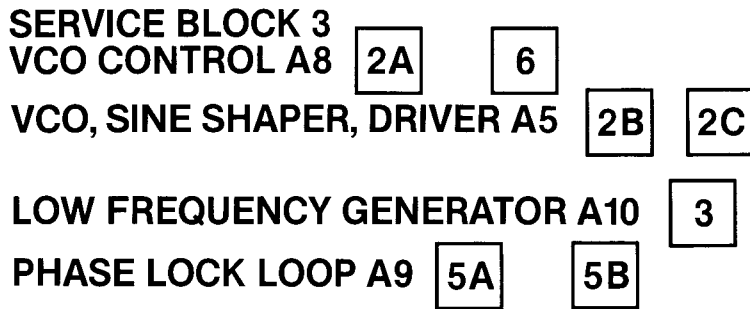 SERVICE BLOCK 3
VCO CONTROL A8 2A 6
VCO, SINE SHAPER, DRIVER A5 2B 2C
LOW FREQUENCY GENERATOR A10 3
PHASE LOCK LOOP A9 5A 5B